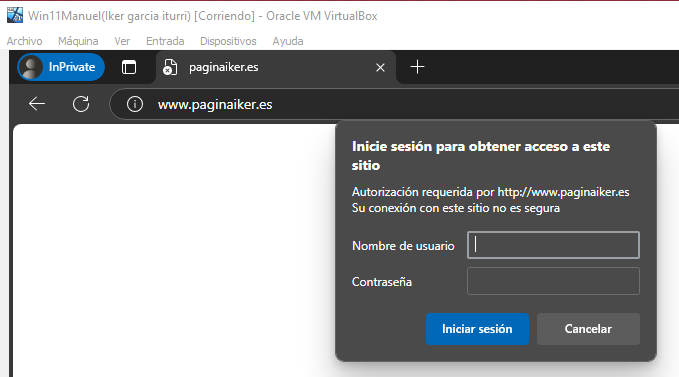 Win11Manuel(Iker garcia iturri) [Corriendo] - Oracle VM VirtualBox
Archivo Máquina Ver Entrada Dispositivos Ayuda
InPrivate paginaiker.es
www.paginaiker.es
Inicie sesión para obtener acceso a este
sitio
Autorización requerida por http://www.paginaiker.es
Su conexión con este sitio no es segura
Nombre de usuario
Contraseña
Iniciar sesión Cancelar